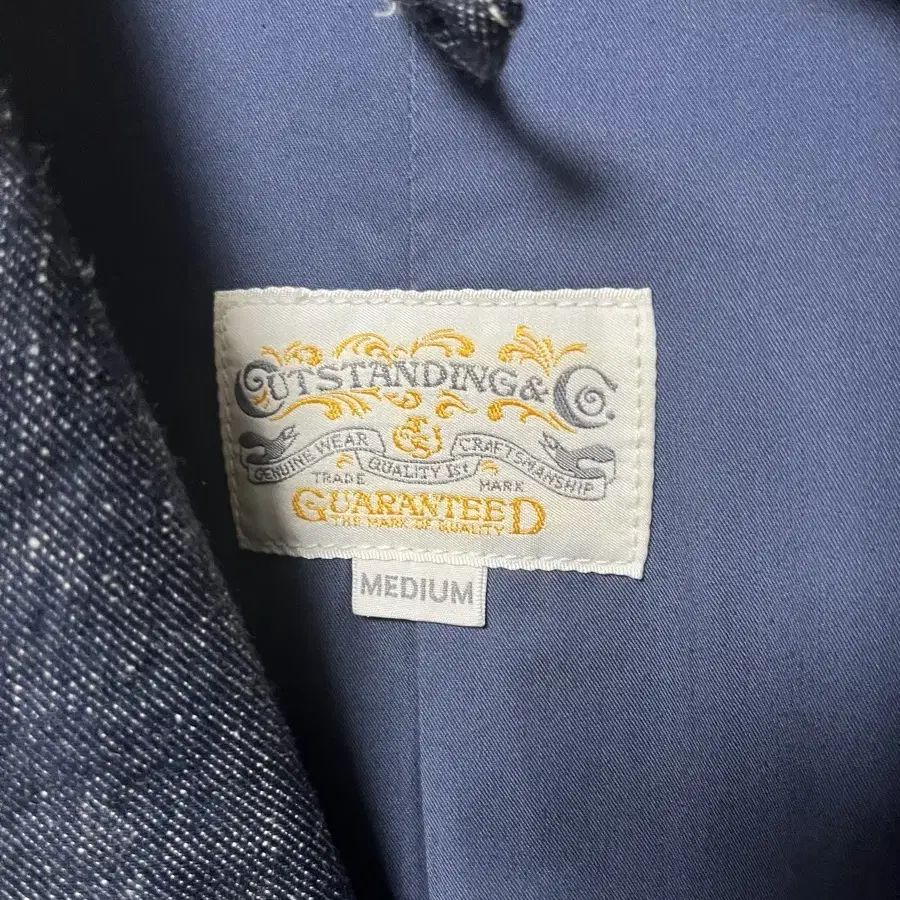 OUTSTANDING & CO.
GENUINE WEAR QUALITY 1st CRAFTSMANSHIP
TRADE MARK
GUARANTEED
THE MARK OF QUALITY
MEDIUM